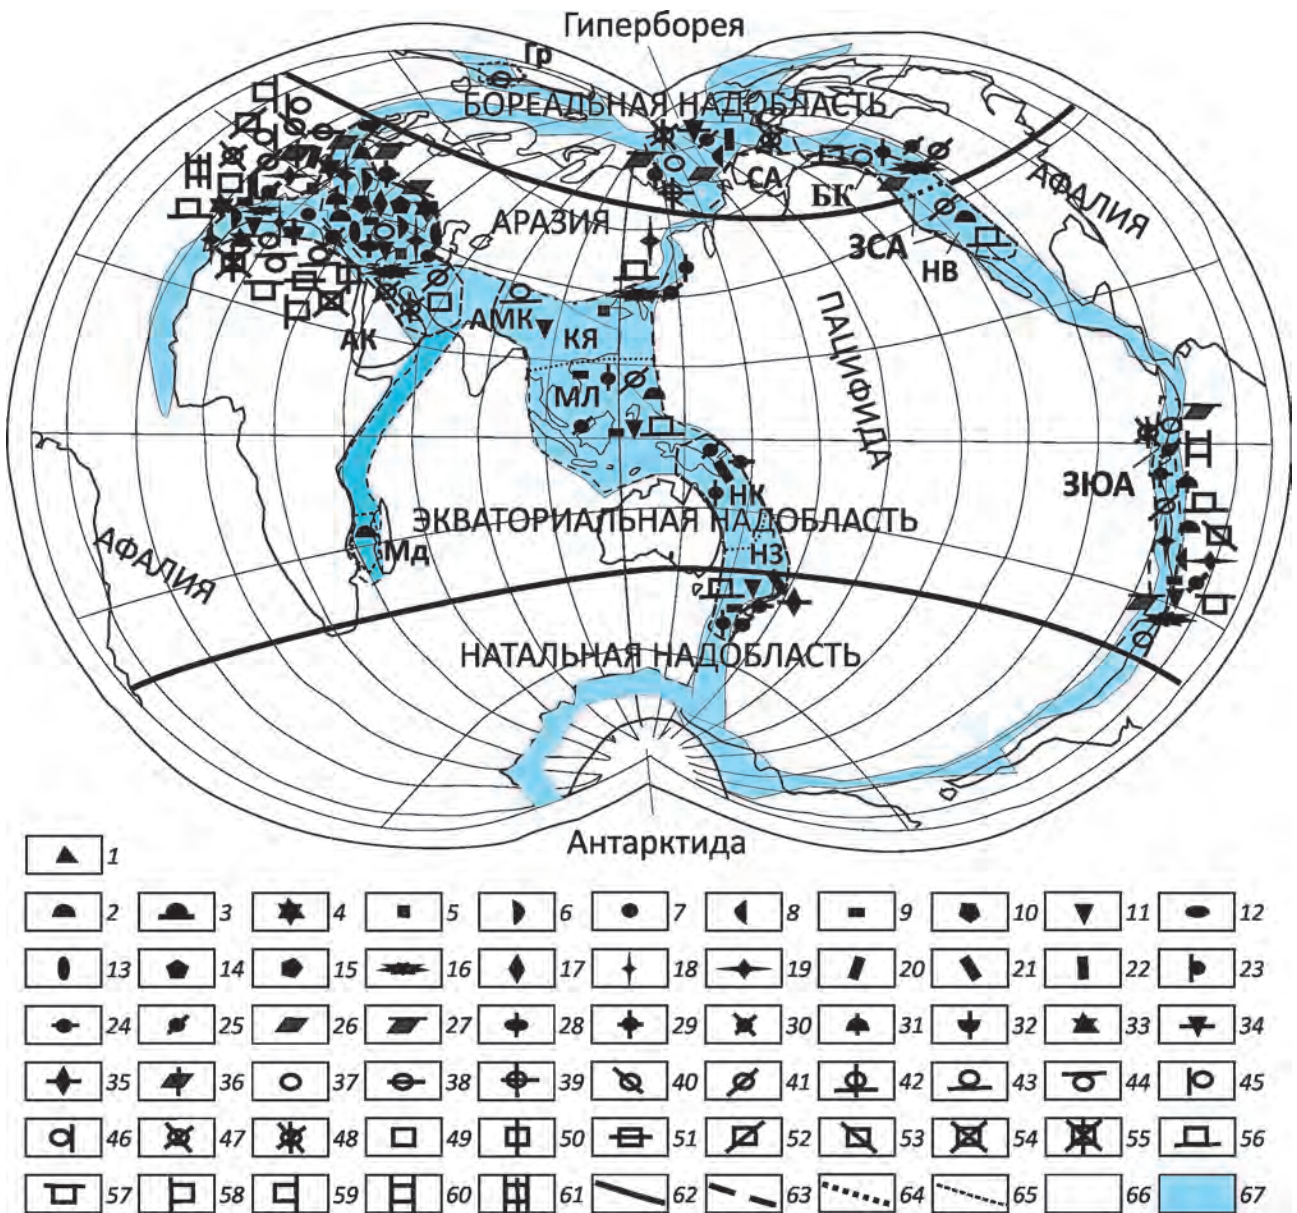 Гиперборея
Гр
БОРЕАЛЬНАЯ НАДОБЛАСТЬ
СА
БК
АФАЛИЯ
АРАЗИЯ
ЗСА
НВ
ПАЦИФИДА
АМК
КЯ
АК
МЛ
ЗЮА
НК
ЭКВАТОРИАЛЬНАЯ НАДОБЛАСТЬ
АФАЛИЯ
Мд
НЗ
НАТАЛЬНАЯ НАДОБЛАСТЬ
Антарктида
1
2 3 4 5 6 7 8 9 10 11 12
13 14 15 16 17 18 19 20 21 22 23
24 25 26 27 28 29 30 31 32 33 34
35 36 37 38 39 40 41 42 43 44 45
46 47 48 49 50 51 52 53 54 55 56
57 58 59 60 61 62 63 64 65 66 67